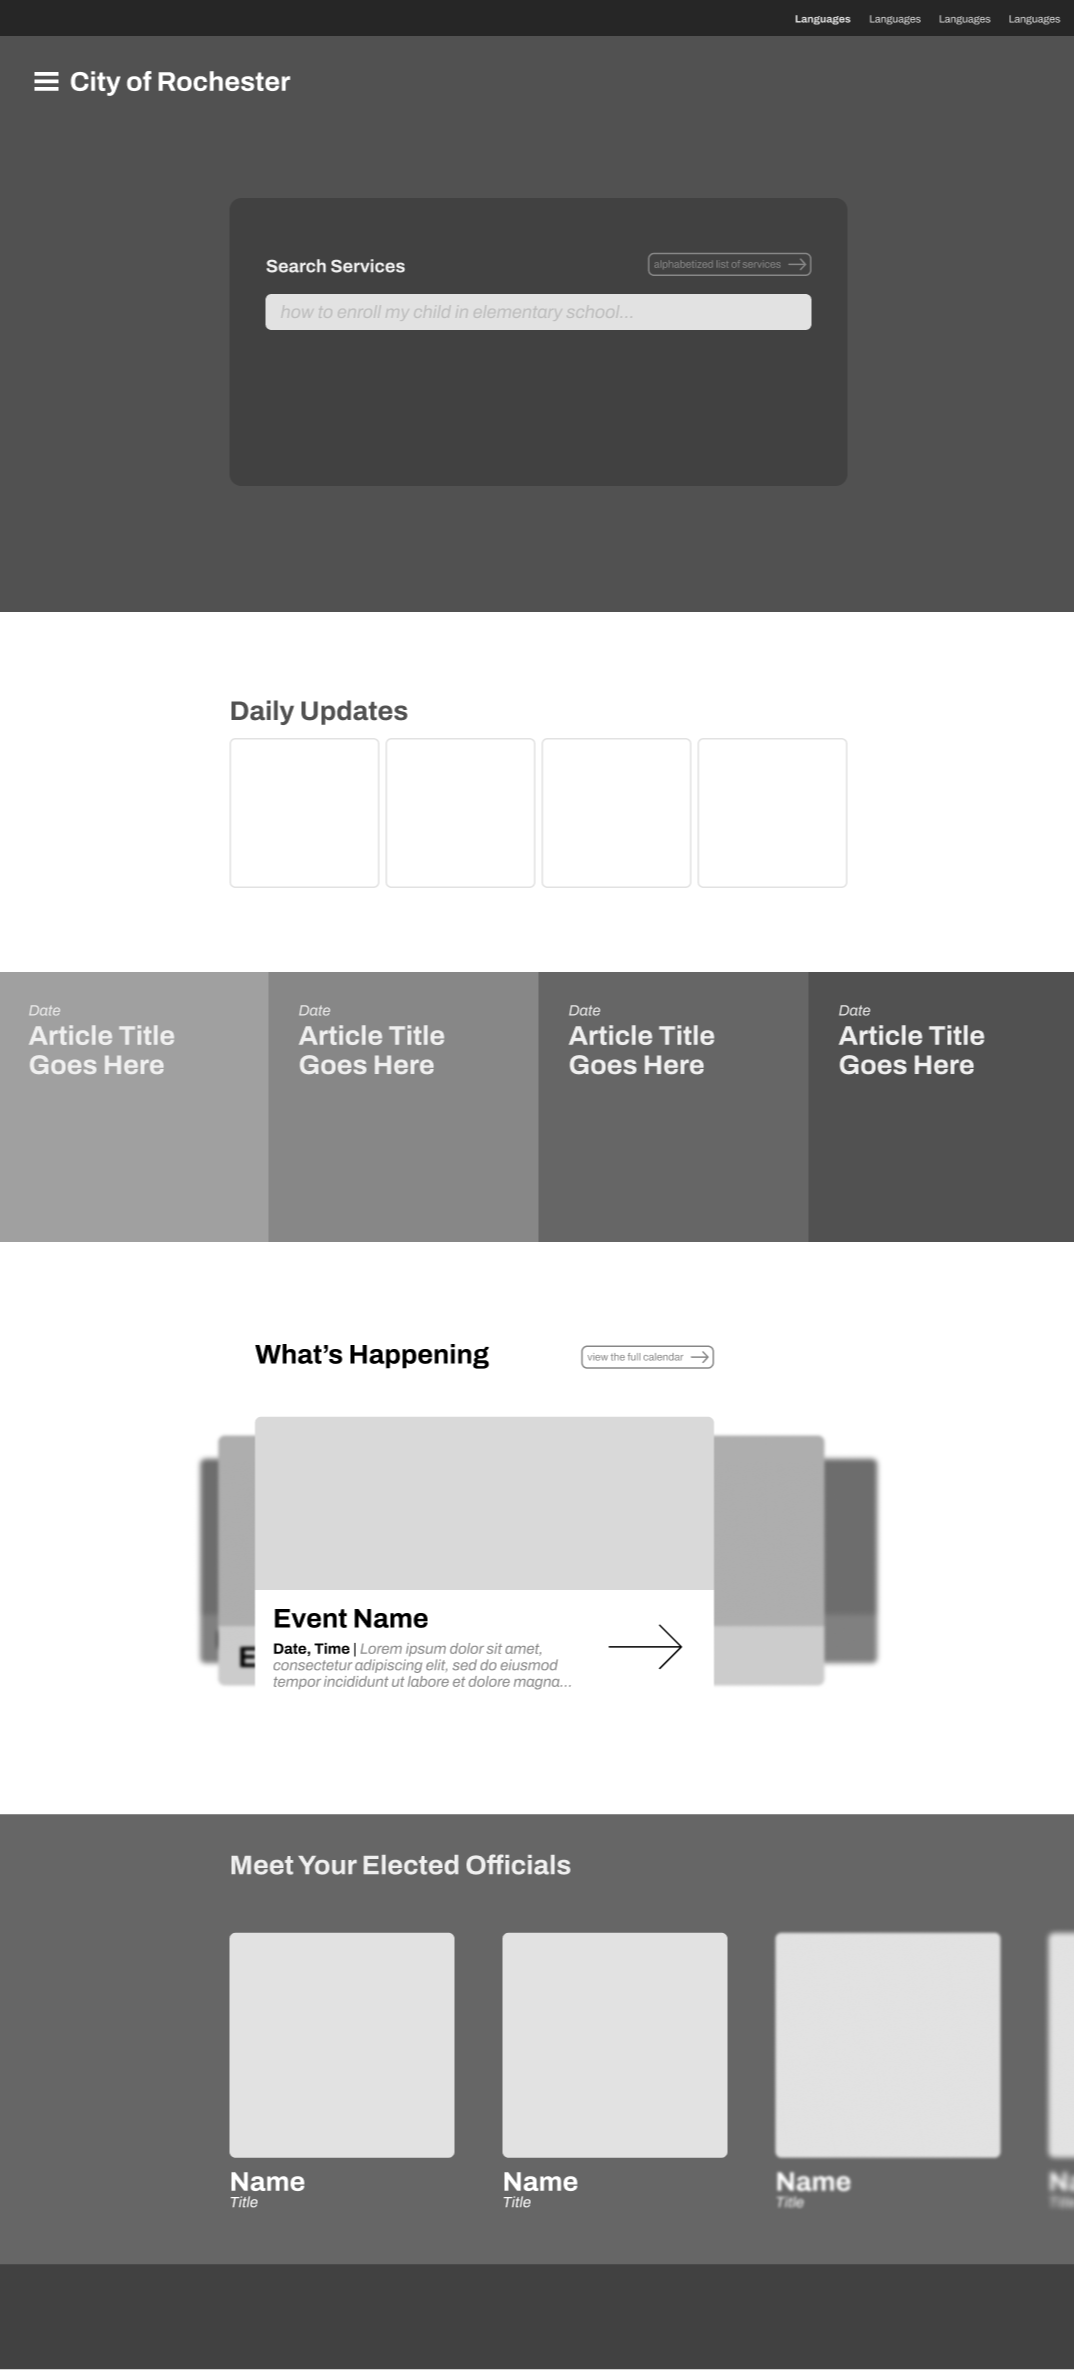 Languages Languages Languages Languages
City of Rochester
Search Services
alphabetized list of services
how to enroll my child in elementary school...
Daily Updates
Date
Article Title
Goes Here
Date
Article Title
Goes Here
Date
Article Title
Goes Here
Date
Article Title
Goes Here
What’s Happening
view the full calendar
E
Event Name
Date, Time | Lorem ipsum dolor sit amet,
consectetur adipiscing elit, sed do eiusmod
tempor incididunt ut labore et dolore magna...
Meet Your Elected Officials
Name
Title
Name
Title
Name
Title